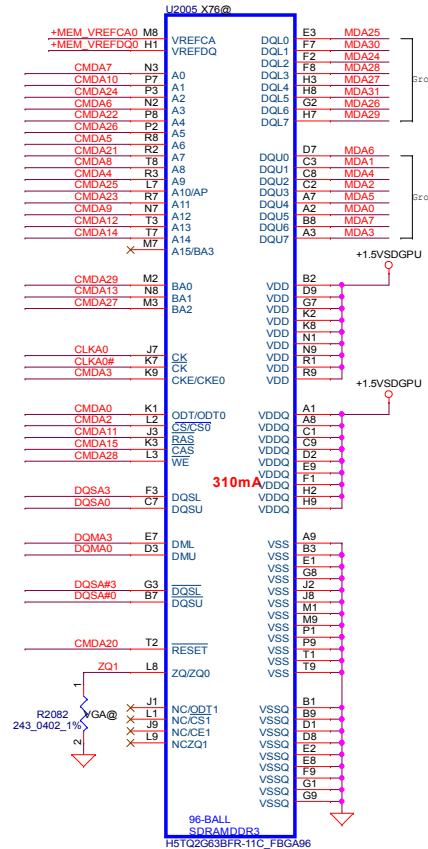 U2005 X76@
+MEM_VREFCA0 M8 VREFCA
+MEM_VREFDQ0 H1 VREFDQ
CMDA7 N3 A0
CMDA10 P7 A1
CMDA24 P3 A2
CMDA6 N2 A3
CMDA22 P8 A4
CMDA26 P2 A5
CMDA5 R8 A6
CMDA21 R2 A7
CMDA8 T8 A8
CMDA4 R3 A9
CMDA25 L7 A10/AP
CMDA23 R7 A11
CMDA9 N7 A12
CMDA12 T3 A13
CMDA14 T7 A14
M7 A15/BA3
CMDA29 M2 BA0
CMDA13 N8 BA1
CMDA27 M3 BA2
CLKA0 J7 CK
CLKA0# K7 CK
CMDA3 K9 CKE/CKE0
CMDA0 K1 ODT/ODT0
CMDA2 L2 CS/CS0
CMDA11 J3 RAS
CMDA15 K3 CAS
CMDA28 L3 WE
DQSA3 F3 DQSL
DQSA0 C7 DQSU
DQMA3 E7 DML
DQMA0 D3 DMU
DQSA#3 G3 DQSL
DQSA#0 B7 DQSU
CMDA20 T2 RESET
ZQ1 L8 ZQ/ZQ0
1
R2082 VGA@
243_0402_1%
2
J1 NC/ODT1
L1 NC/CS1
J9 NC/CE1
L9 NCZQ1
DQL0 E3 MDA25
DQL1 F7 MDA30
DQL2 F2 MDA24
DQL3 F8 MDA28
DQL4 H3 MDA27
DQL5 H8 MDA31
DQL6 G2 MDA26
DQL7 H7 MDA29
Gro
DQU0 D7 MDA6
DQU1 C3 MDA1
DQU2 C8 MDA4
DQU3 C2 MDA2
DQU4 A7 MDA5
DQU5 A2 MDA0
DQU6 B8 MDA7
DQU7 A3 MDA3
Gro
+1.5VSDGPU
VDD B2
VDD D9
VDD G7
VDD K2
VDD K8
VDD N1
VDD N9
VDD R1
VDD R9
+1.5VSDGPU
VDDQ A1
VDDQ A8
VDDQ C1
VDDQ C9
VDDQ D2
VDDQ E9
VDDQ F1
VDDQ H2
VDDQ H9
310mA
VSS A9
VSS B3
VSS E1
VSS G8
VSS J2
VSS J8
VSS M1
VSS M9
VSS P1
VSS P9
VSS T1
VSS T9
VSSQ B1
VSSQ B9
VSSQ D1
VSSQ D8
VSSQ E2
VSSQ E8
VSSQ F9
VSSQ G1
VSSQ G9
96-BALL
SDRAMDDR3
H5TQ2G63BFR-11C_FBGA96